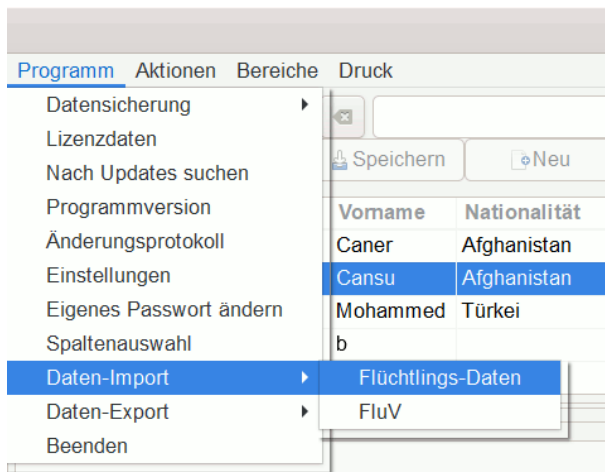 Programm Aktionen Bereiche Druck
Datensicherung
Lizenzdaten
Speichern Neu
Nach Updates suchen
Programmversion
Vorname Nationalität
Änderungsprotokoll
Caner Afghanistan
Einstellungen
Cansu Afghanistan
Eigenes Passwort ändern
Mohammed Türkei
Spaltenauswahl
b
Daten-Import
Flüchtlings-Daten
Daten-Export
FluV
Beenden